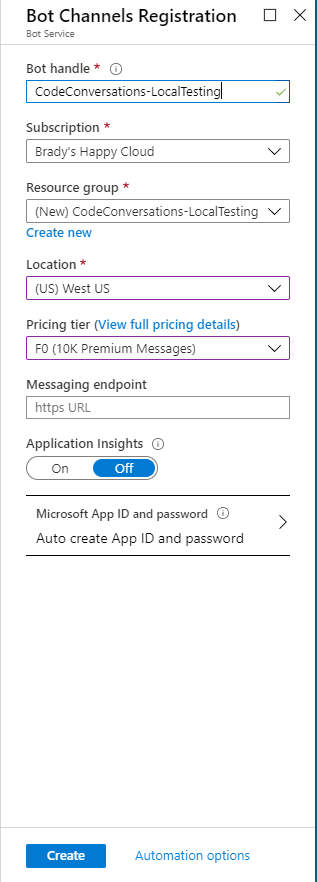 Bot Channels Registration
Bot Service
Bot handle *
CodeConversations-LocalTesting
Subscription *
Brady's Happy Cloud
Resource group *
(New) CodeConversations-LocalTesting
Create new
Location *
(US) West US
Pricing tier (View full pricing details)
F0 (10K Premium Messages)
Messaging endpoint
https URL
Application Insights
On Off
Microsoft App ID and password
Auto create App ID and password
Create Automation options